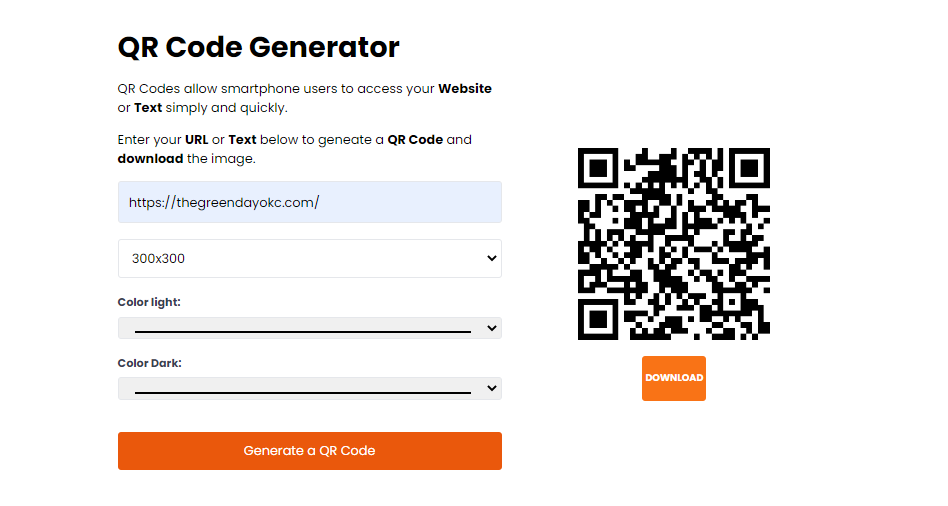 QR Code Generator
QR Codes allow smartphone users to access your Website
or Text simply and quickly.
Enter your URL or Text below to geneate a QR Code and
download the image.
https://thegreendayokc.com/
300x300
Color light:
Color Dark:
Generate a QR Code
DOWNLOAD